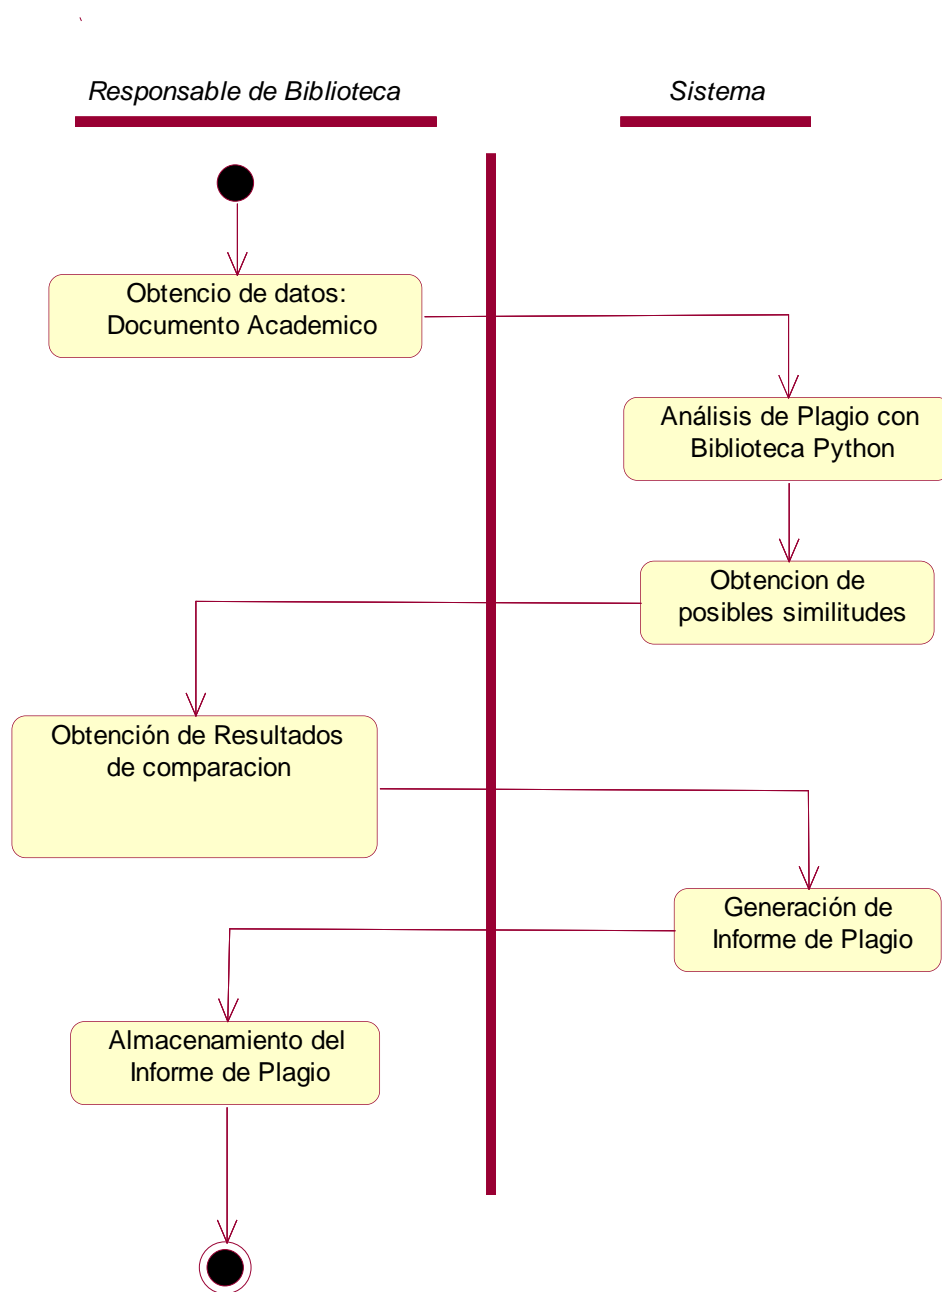 Responsable de Biblioteca
Sistema
Obtencio de datos:
Documento Academico
Análisis de Plagio con
Biblioteca Python
Obtencion de
posibles similitudes
Obtención de Resultados
de comparacion
Generación de
Informe de Plagio
Almacenamiento del
Informe de Plagio